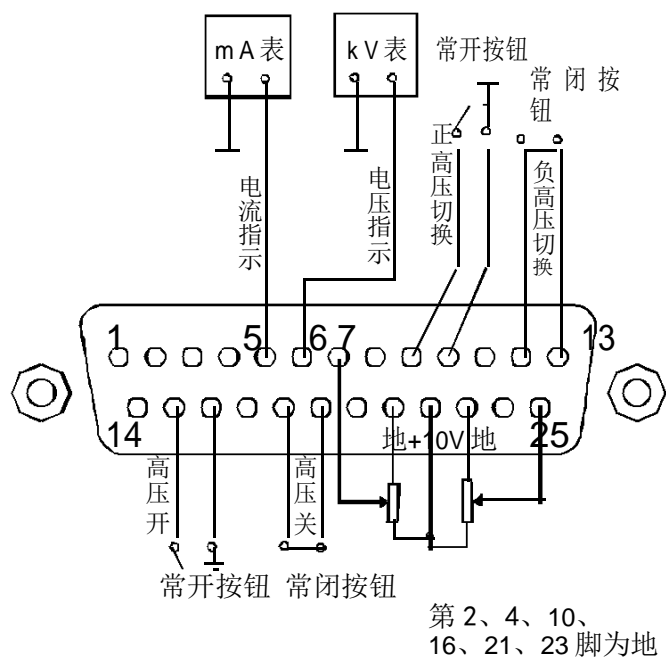 mA表
kV表
常开按钮
常闭按
钮
正高压切换
负高压切换
电流指示
电压指示
1
5
6
7
13
14
地+10V地
25
高压开
高压关
常开按钮
常闭按钮
第2、4、10、
16、21、23脚为地